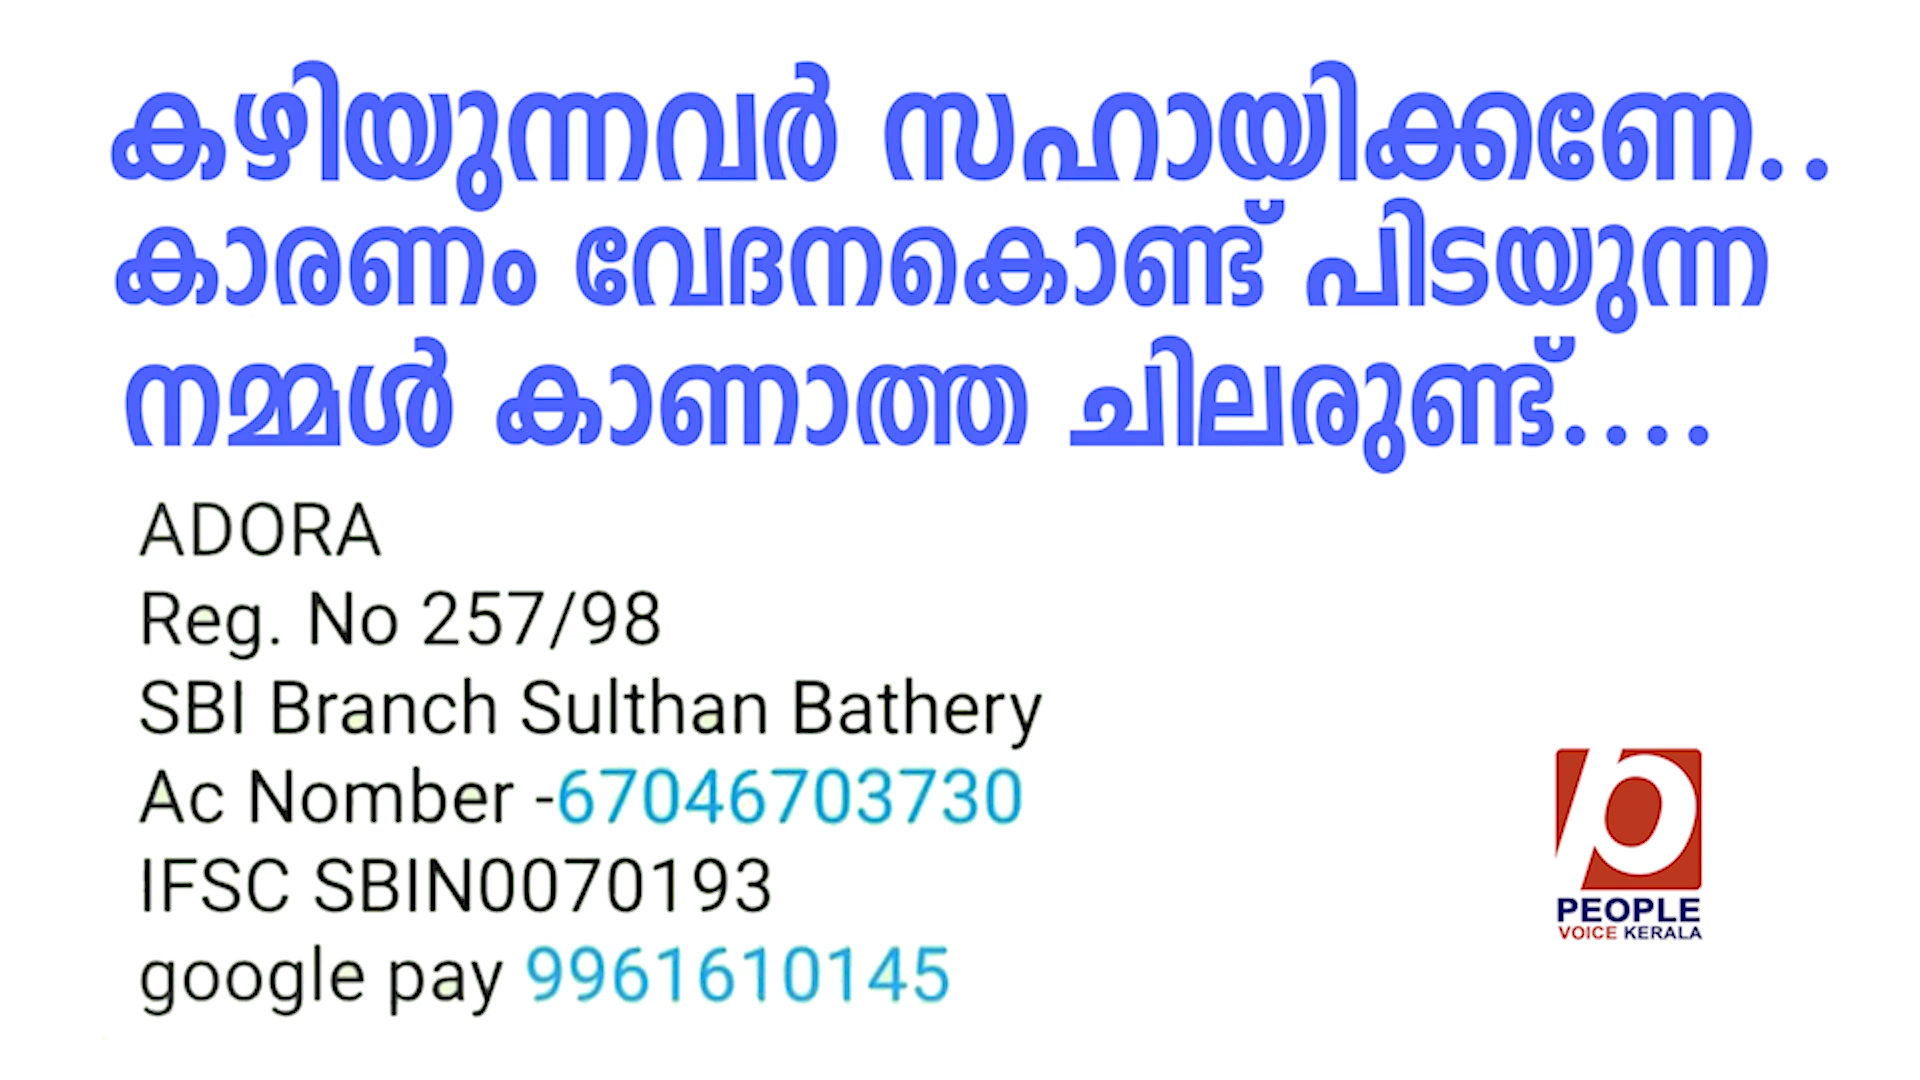 കഴിയുന്നവർ സഹായിക്കണേ..
കാരണം വേദനകൊണ്ട് പിടയുന്ന
നമ്മൾ കാണാത്ത ചിലരുണ്ട്....
ADORA
Reg. No 257/98
SBI Branch Sulthan Bathery
Ac Nomber -67046703730
IFSC SBIN0070193
google pay 9961610145
PEOPLE
VOICE KERALA